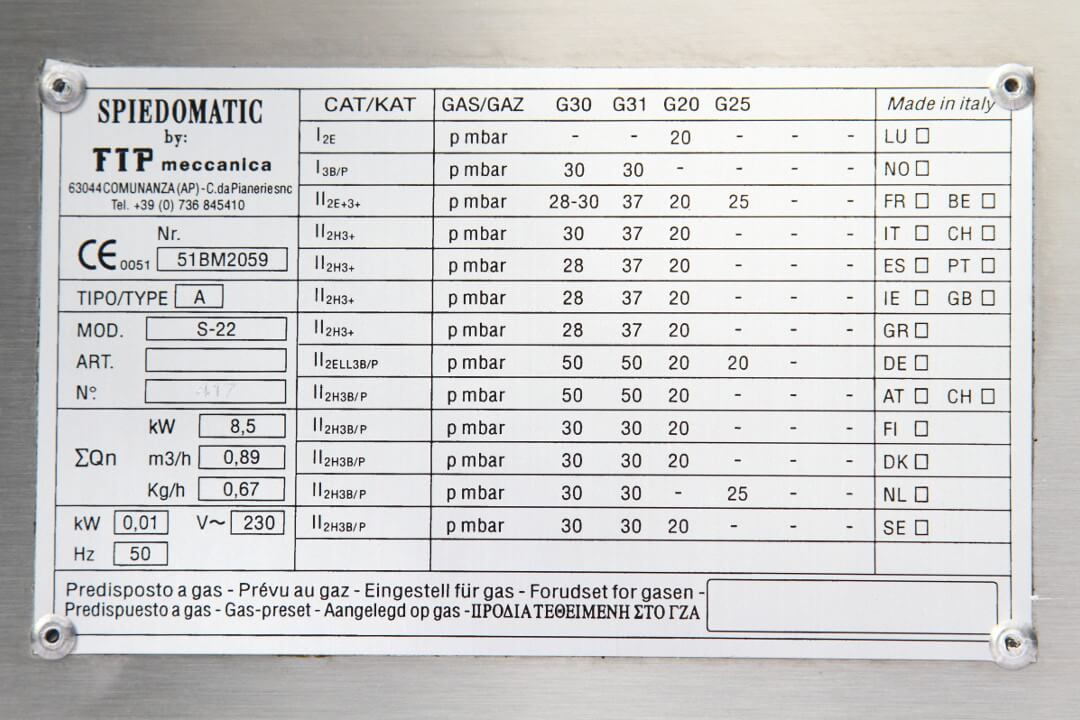 SPIEDOMATIC
by:
FIP meccanica
63044 COMUNANZA (AP) - C.da Pianerie snc
Tel. +39 (0) 736 845410
CE 0051 Nr. 51BM2059
TIPO/TYPE A
MOD. S-22
ART.
N°. 417
ΣQn
kW 8,5
m3/h 0,89
Kg/h 0,67
kW 0,01 V~ 230
Hz 50
CAT/KAT GAS/GAZ G30 G31 G20 G25 Made in italy
I2E p mbar - - 20 - - - LU □
I3B/P p mbar 30 30 - - - - NO □
II2E+3+ p mbar 28-30 37 20 25 - - FR □ BE □
II2H3+ p mbar 30 37 20 - - - IT □ CH □
II2H3+ p mbar 28 37 20 - - - ES □ PT □
II2H3+ p mbar 28 37 20 - - - IE □ GB □
II2H3+ p mbar 28 37 20 - - - GR □
II2ELL3B/P p mbar 50 50 20 20 - DE □
II2H3B/P p mbar 50 50 20 - - - AT □ CH □
II2H3B/P p mbar 30 30 20 - - - FI □
II2H3B/P p mbar 30 30 20 - - - DK □
II2H3B/P p mbar 30 30 - 25 - - NL □
II2H3B/P p mbar 30 30 20 - - - SE □
Predisposto a gas - Prévu au gaz - Eingestell für gas - Forudset for gasen -
Predispuesto a gas - Gas-preset - Aangelegd op gas - ΠΡΟΔΙΑΤΕΘΕΙΜΕΝΗ ΣΤΟ ΓΖΑ